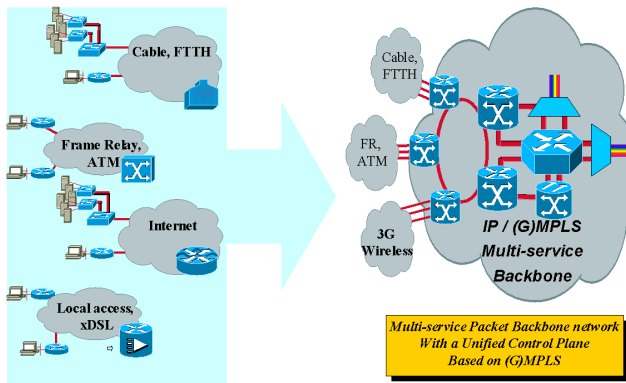 Cable, FTTH
Frame Relay,
ATM
Internet
Local access,
xDSL
Cable,
FTTH
FR,
ATM
3G
Wireless
IP / (G)MPLS
Multi-service
Backbone
Multi-service Packet Backbone network
With a Unified Control Plane
Based on (G)MPLS